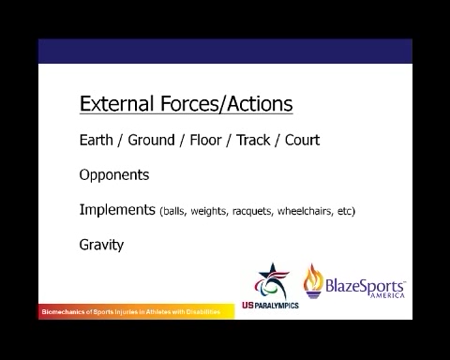 External Forces/Actions
Earth / Ground / Floor / Track / Court
Opponents
Implements (balls, weights, racquets, wheelchairs, etc)
Gravity
US PARALYMPICS
BlazeSports™
AMERICA
Biomechanics of Sports Injuries in Athletes with Disabilities